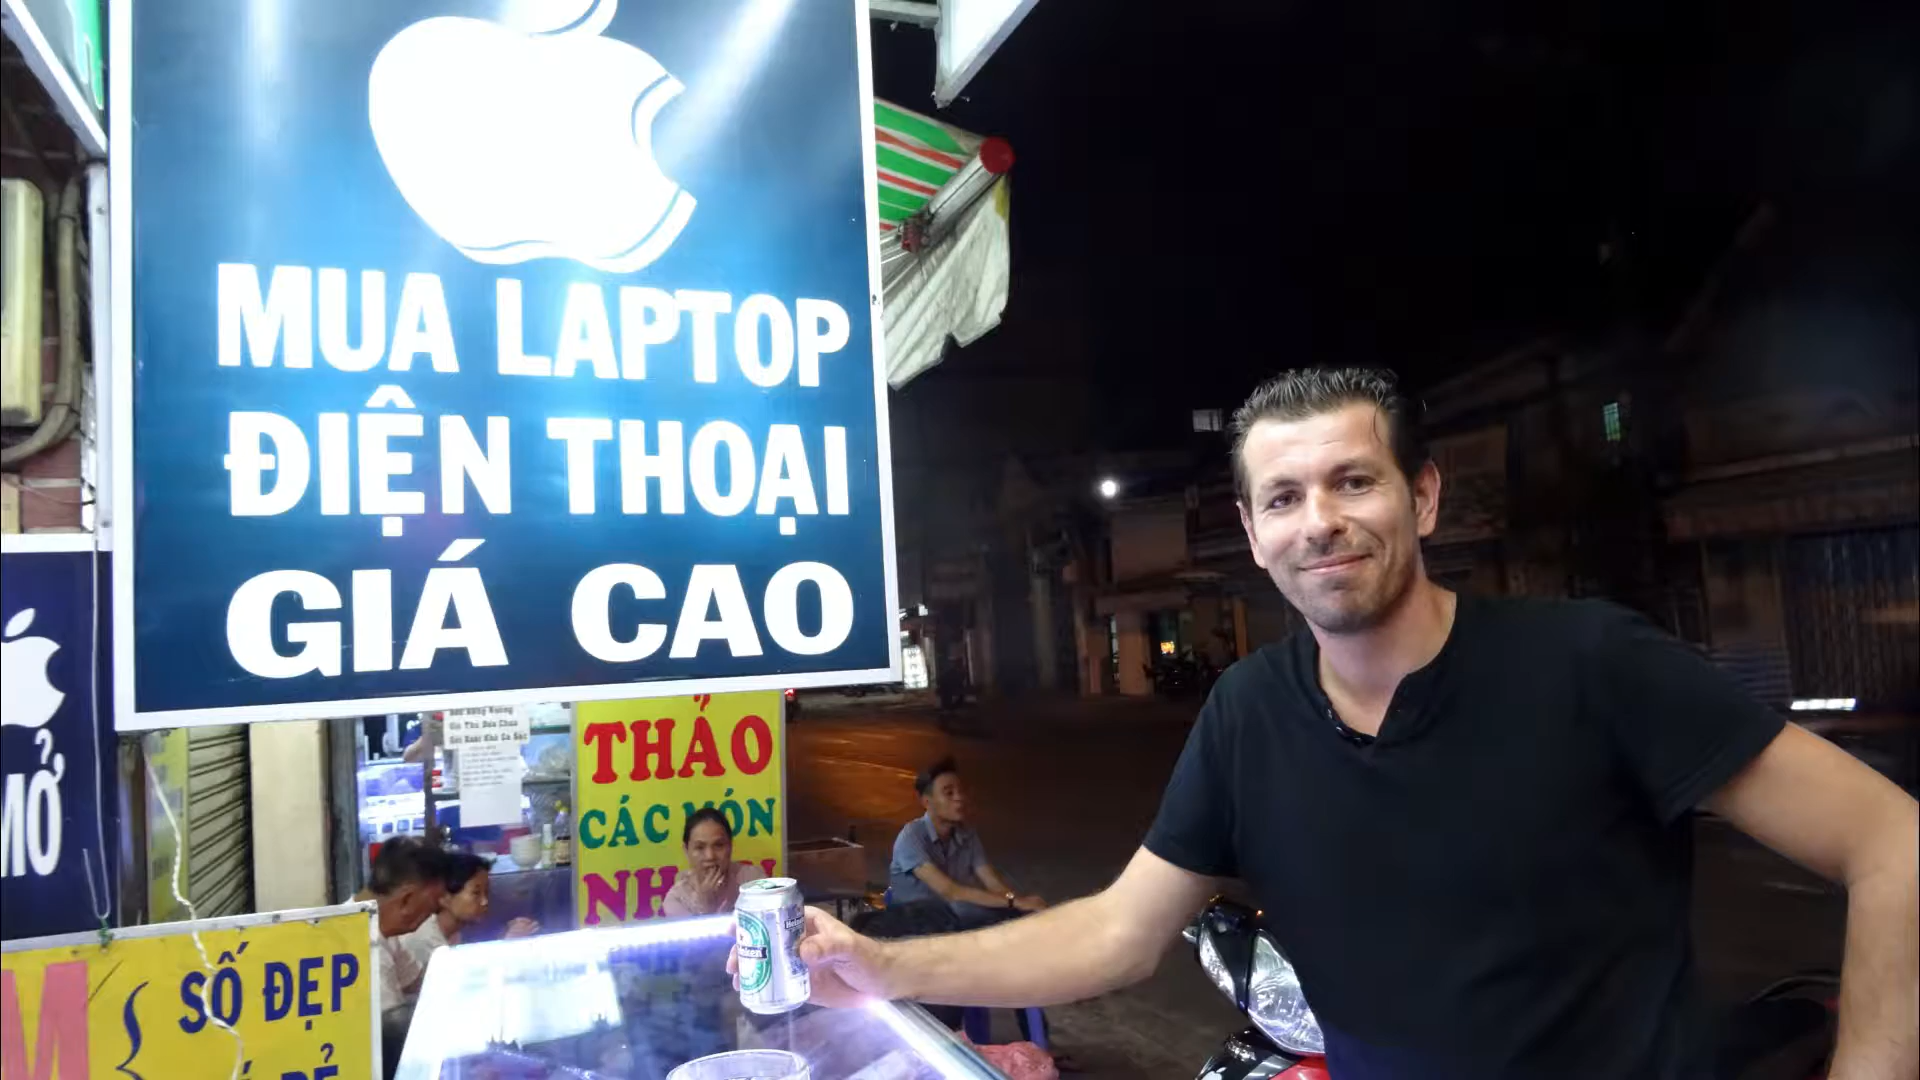 MUA LAPTOP
ĐIỆN THOẠI
GIÁ CAO
MỞ
THẢO
CÁC MÓN
SỐ ĐẸP
Heineken